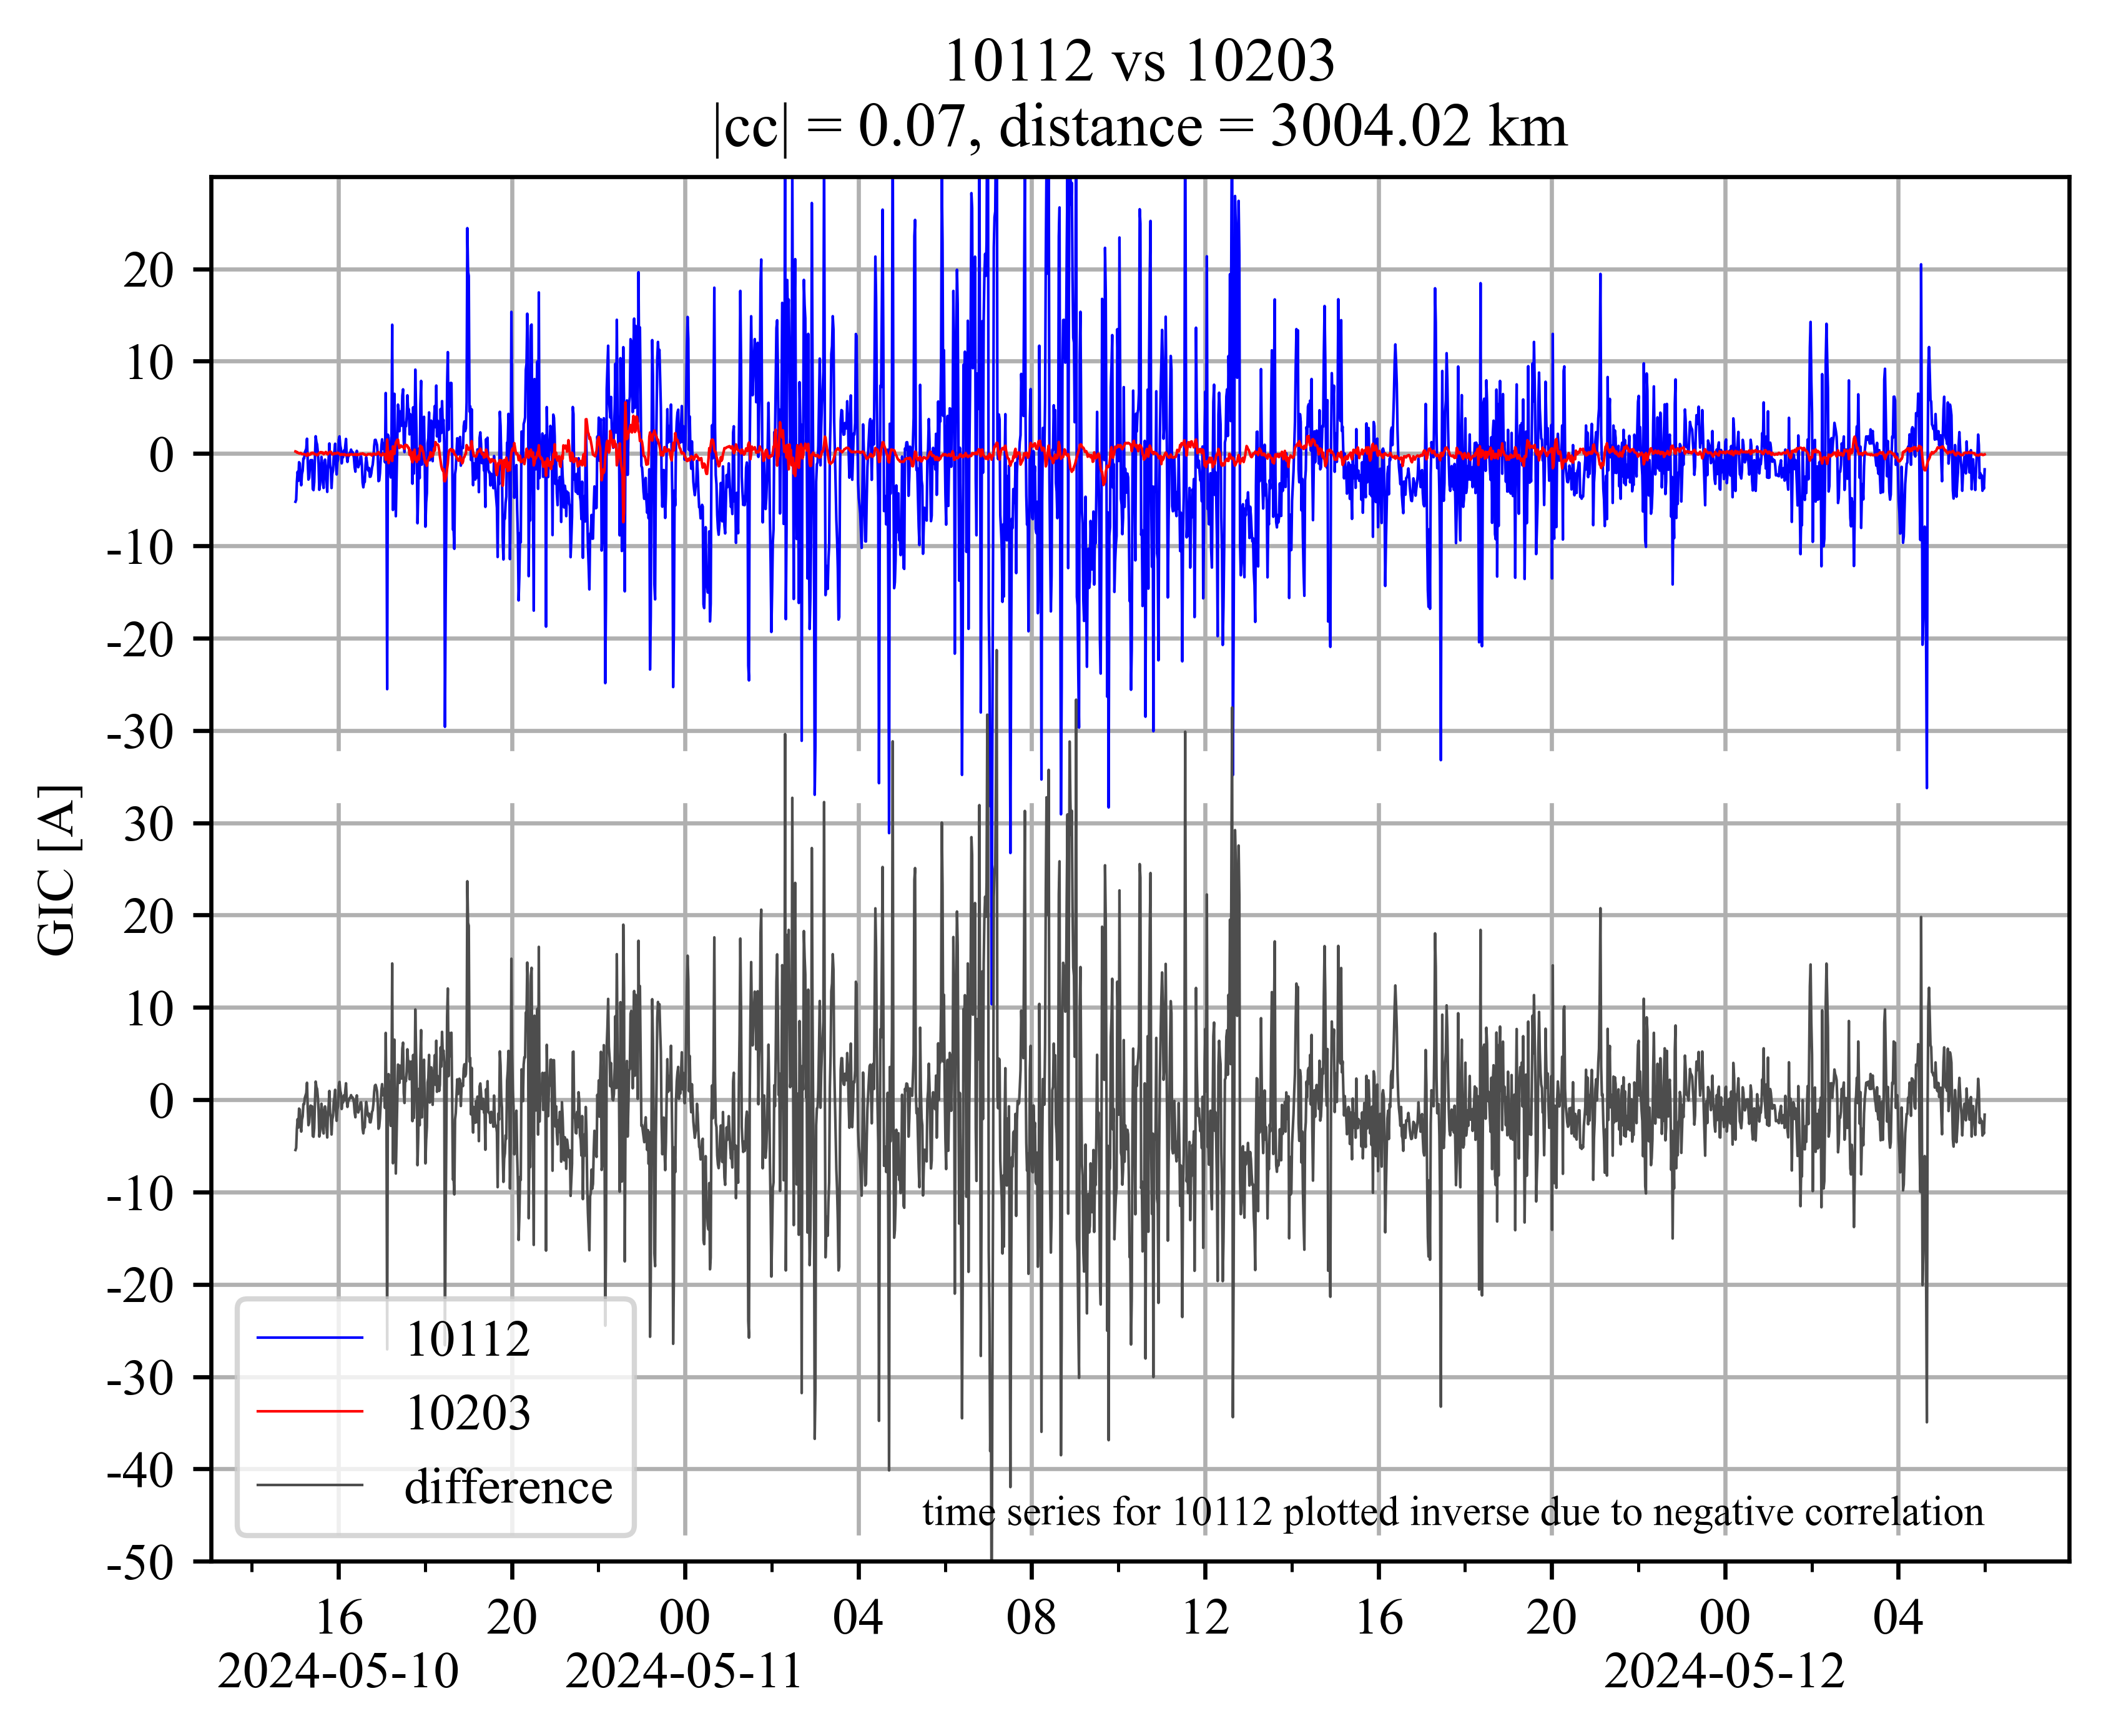 10112 vs 10203
|cc| = 0.07, distance = 3004.02 km
GIC [A]
20
10
0
-10
-20
-30
30
20
10
0
-10
-20
-30
-40
-50
10112
10203
difference
time series for 10112 plotted inverse due to negative correlation
16 20 00 04 08 12 16 20 00 04
2024-05-10 2024-05-11 2024-05-12